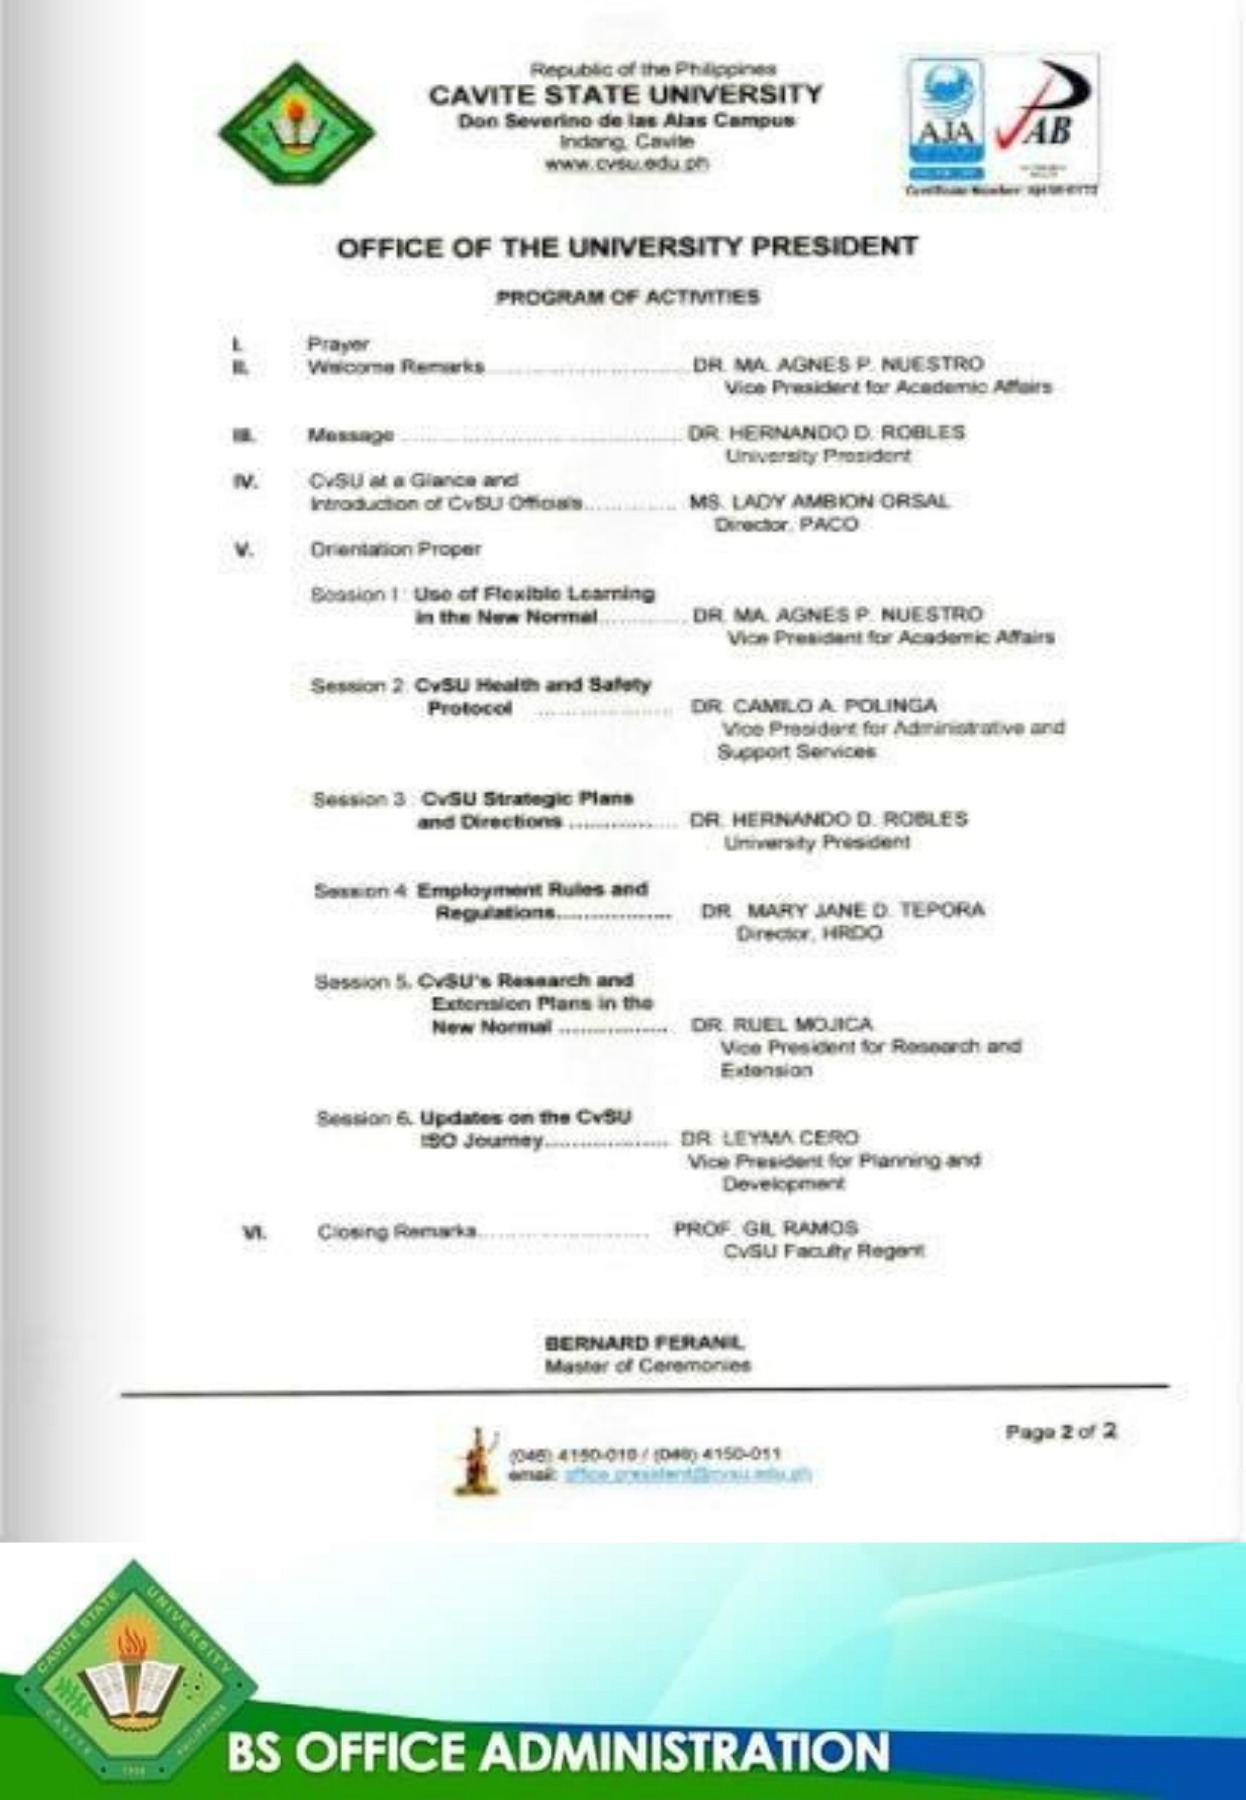 Republic of the Philippines
CAVITE STATE UNIVERSITY
Don Severino de las Alas Campus
Indang, Cavite
www.cvsu.edu.ph
AJA
PAB
Certificate Number:
OFFICE OF THE UNIVERSITY PRESIDENT
PROGRAM OF ACTIVITIES
I. Prayer
II. Welcome Remarks ........................ DR. MA. AGNES P. NUESTRO
Vice President for Academic Affairs
III. Message ........................ DR. HERNANDO D. ROBLES
University President
IV. CvSU at a Glance and
Introduction of CvSU Officials ............ MS. LADY AMBION ORSAL
Director, PACO
V. Orientation Proper
Session 1: Use of Flexible Learning
in the New Normal ............ DR. MA. AGNES P. NUESTRO
Vice President for Academic Affairs
Session 2: CvSU Health and Safety
Protocol ............ DR. CAMILO A. POLINGA
Vice President for Administrative and
Support Services
Session 3: CvSU Strategic Plans
and Directions ............ DR. HERNANDO D. ROBLES
University President
Session 4: Employment Rules and
Regulations ............ DR. MARY JANE D. TEPORA
Director, HRDO
Session 5. CvSU's Research and
Extension Plans in the
New Normal ............ DR. RUEL MOJICA
Vice President for Research and
Extension
Session 6. Updates on the CvSU
ISO Journey ............ DR. LEYMA CERO
Vice President for Planning and
Development
VI. Closing Remarks ............ PROF. GIL RAMOS
CvSU Faculty Regent
BERNARD FERANIL
Master of Ceremonies
Page 2 of 2
(046) 4150-010 / (046) 4150-011
email: office.president@cvsu.edu.ph
CAVITE STATE UNIVERSITY
CAVITE PHILIPPINES
1906
BS OFFICE ADMINISTRATION